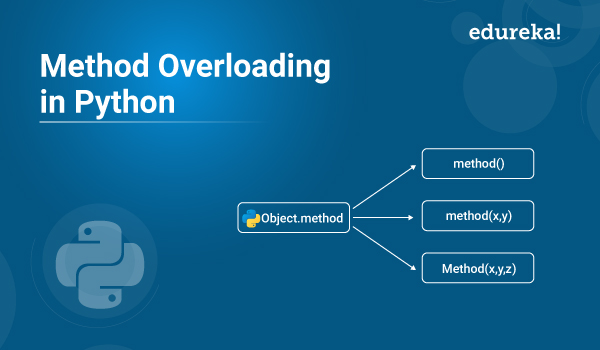 edureka!
Method Overloading
in Python
method()
Object.method
method(x,y)
Method(x,y,z)